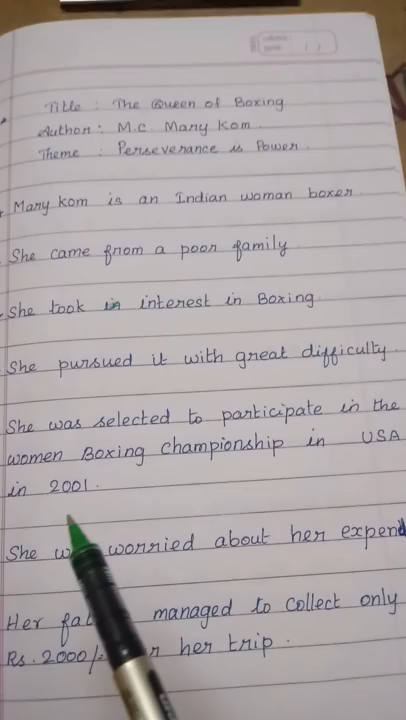 Title : The Queen of Boxing
Author : M.C. Mary Kom.
Theme : Perseverance is Power.
Mary Kom is an Indian woman boxer
She came from a poor family
She took in interest in Boxing.
She pursued it with great difficulty.
She was selected to participate in the
women Boxing championship in USA
in 2001.
She worried about her
Her managed to collect only
Rs. 2000/- her trip.